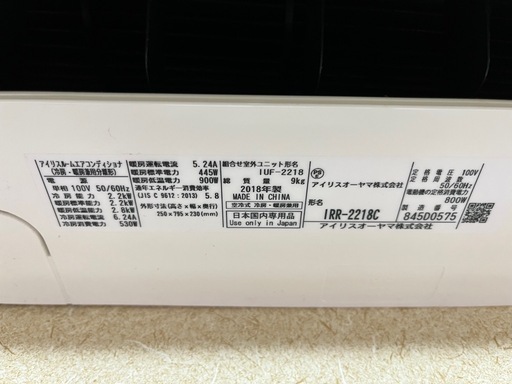 アイリスルームエアコンディショナ
(冷房・暖房兼用分離形)
電 源
単相 100V 50/60Hz
冷 房 能 力 2.2kW
暖房標準能力 2.2kW
暖房低温能力 2.8kW
冷房運転電流 6.24A
冷房消費電力 530W
暖房運転電流 5.24A
暖房標準電力 445W
暖房低温電力 900W
通年エネルギー消費効率
(JIS C 9612:2013) 5.8
外形寸法(高さ×幅×奥行)
250×795×230(mm)
組合せ室外ユニット形名
IUF-2218
総 質 量 9kg
2018年製
MADE IN CHINA
空冷式 冷房・暖房兼用
日本国内専用品
Use only in Japan
アイリスオーヤマ株式会社
形名
IRR-2218C
定 格 電 圧 100V
定 格 周 波 数
50/60Hz
電動機の定格消費電力
800W
製 造 番 号
845D0575
アイリスオーヤマ株式会社